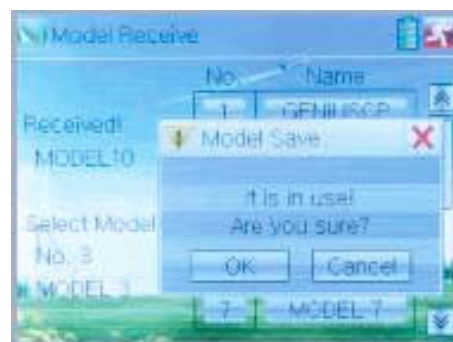 Model Receive
No. Name
1 GENIUSCP
Received!
MODEL10
Model Save
It is in use!
Are you sure?
Select Model
No. 3
MODEL 3
OK Cancel
7 MODEL 7